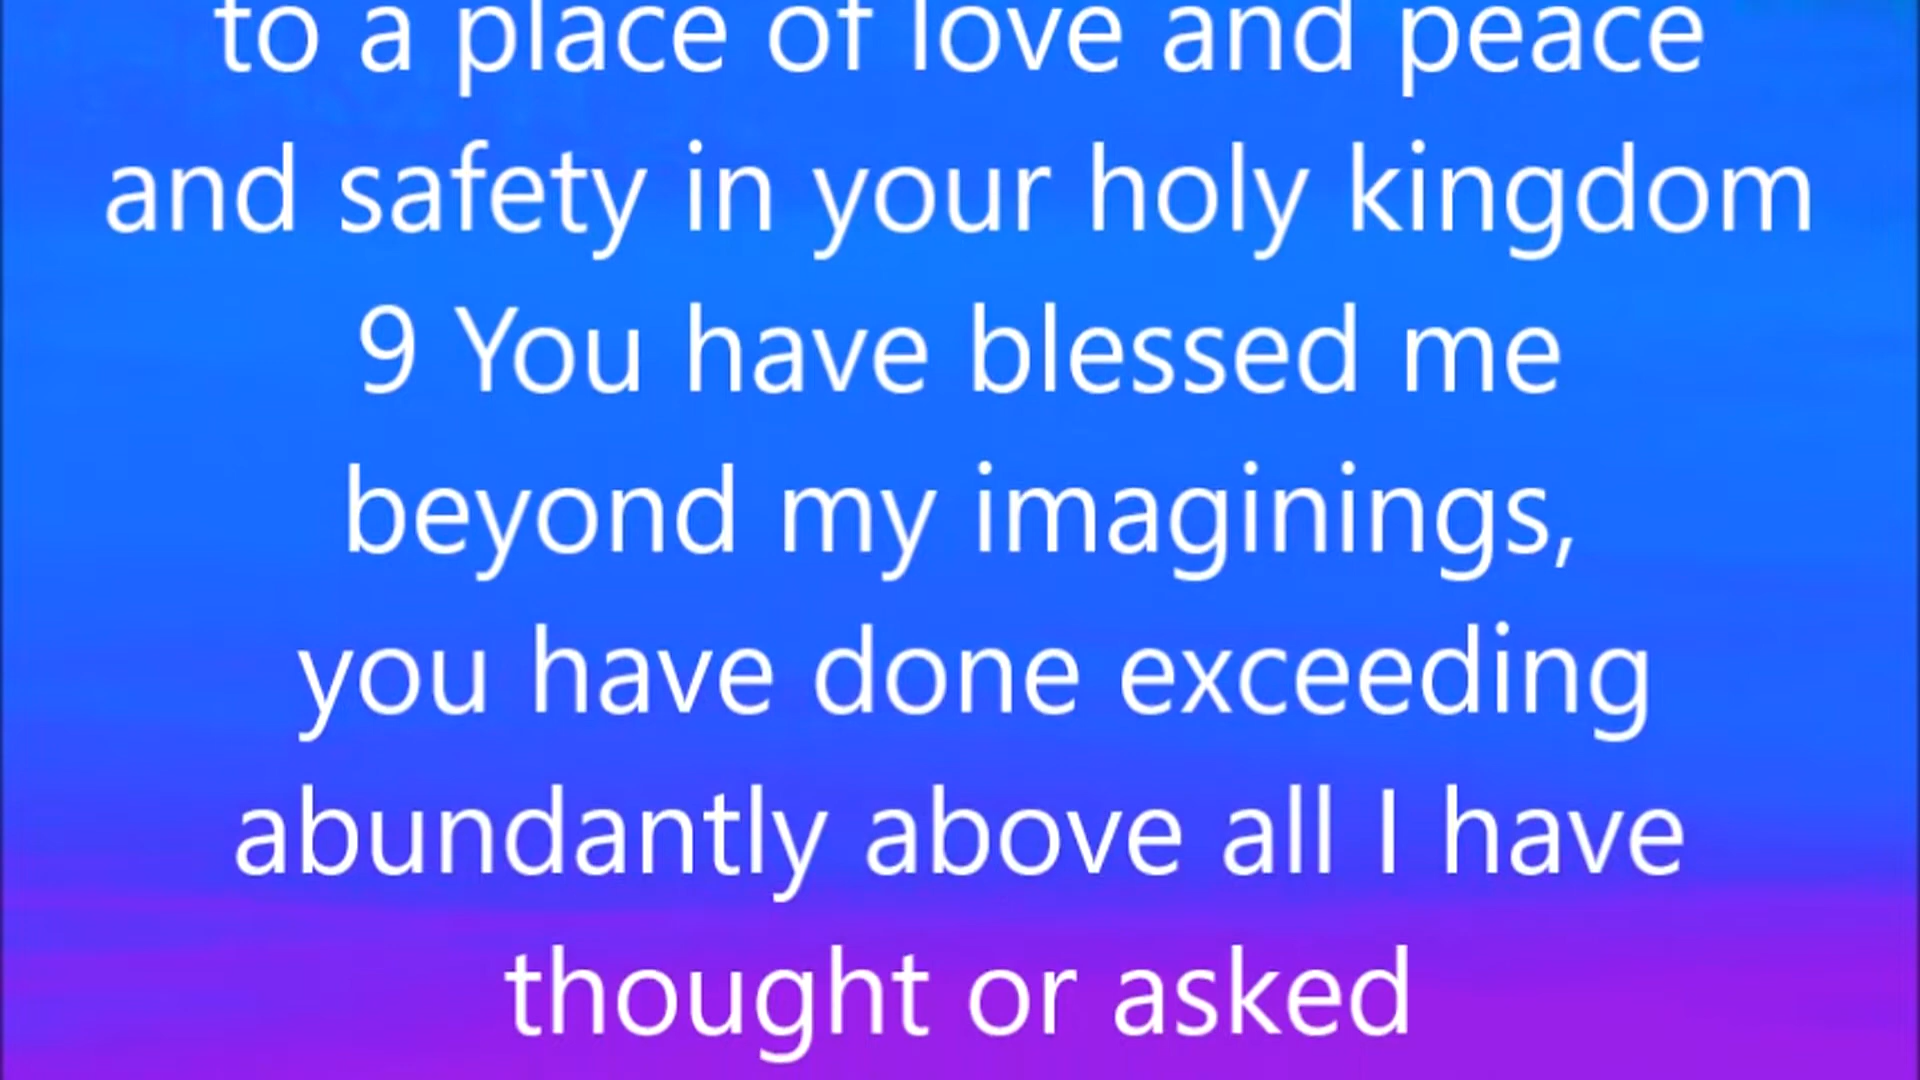 to a place of love and peace
and safety in your holy kingdom
9 You have blessed me
beyond my imaginings,
you have done exceeding
abundantly above all I have
thought or asked